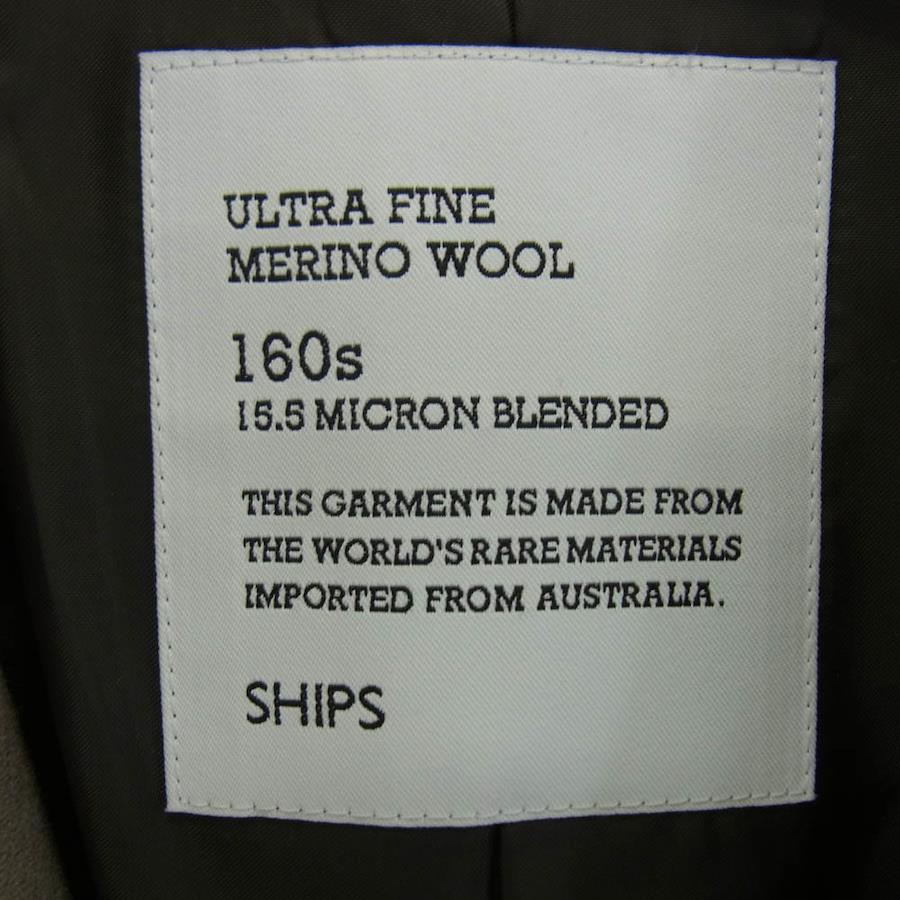 ULTRA FINE
MERINO WOOL
160s
15.5 MICRON BLENDED
THIS GARMENT IS MADE FROM
THE WORLD'S RARE MATERIALS
IMPORTED FROM AUSTRALIA.
SHIPS